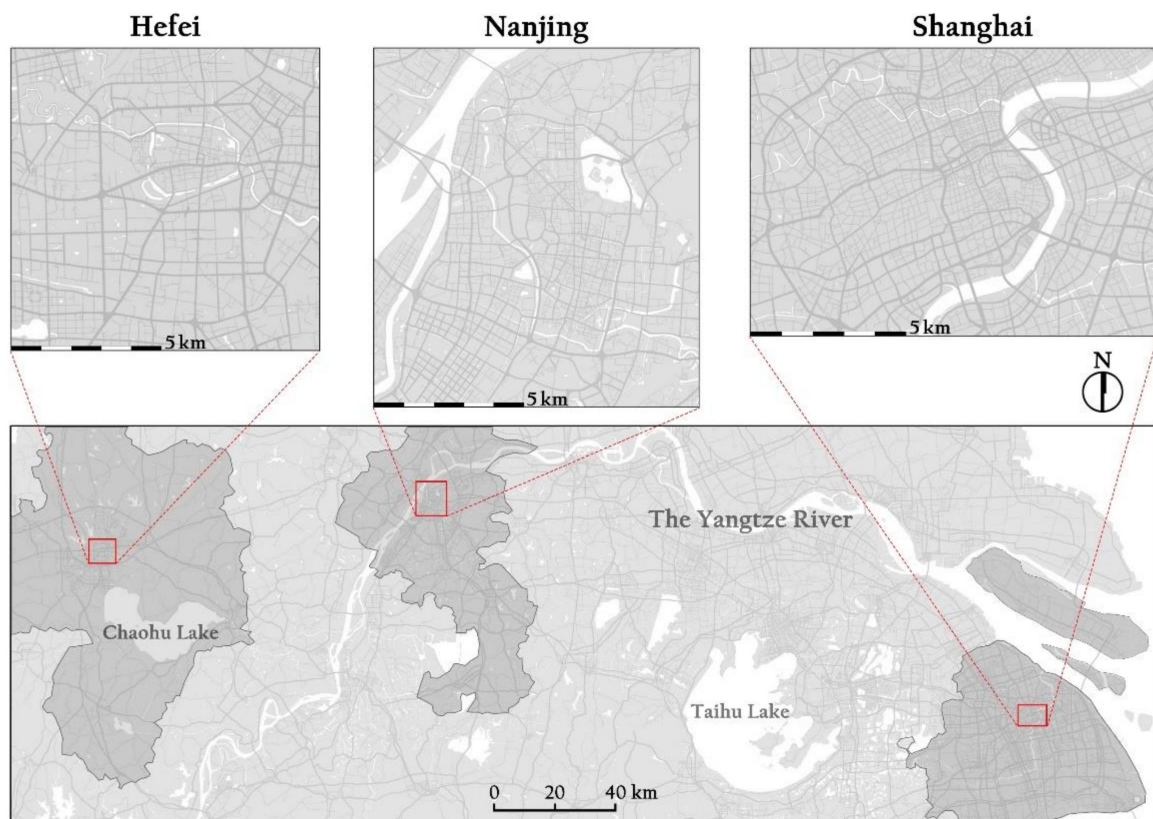 Hefei
Nanjing
Shanghai
5 km
5 km
5 km
N
The Yangtze River
Chaohu Lake
Taihu Lake
0 20 40 km